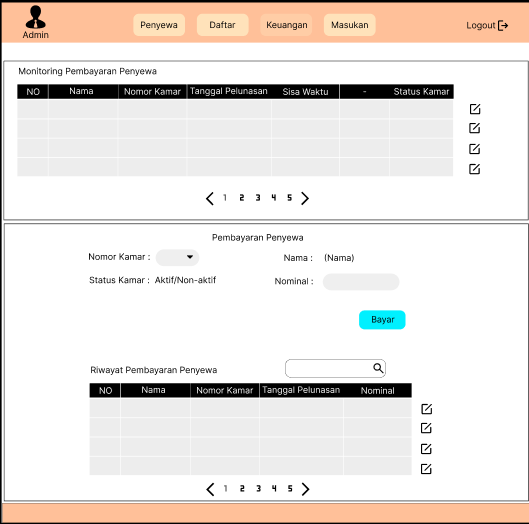 Admin
Penyewa Daftar Keuangan Masukan
Logout
Monitoring Pembayaran Penyewa
NO Nama Nomor Kamar Tanggal Pelunasan Sisa Waktu - Status Kamar
1 2 3 4 5
Pembayaran Penyewa
Nomor Kamar : Nama : (Nama)
Status Kamar : Aktif/Non-aktif Nominal :
Bayar
Riwayat Pembayaran Penyewa
NO Nama Nomor Kamar Tanggal Pelunasan Nominal
1 2 3 4 5